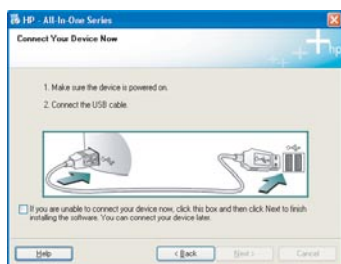 HP - All-In-One Series
Connect Your Device Now
hp
1. Make sure the device is powered on.
2. Connect the USB cable.
If you are unable to connect your device now, click this box and then click Next to finish
installing the software. You can connect your device later.
Help
< Back
Next >
Cancel